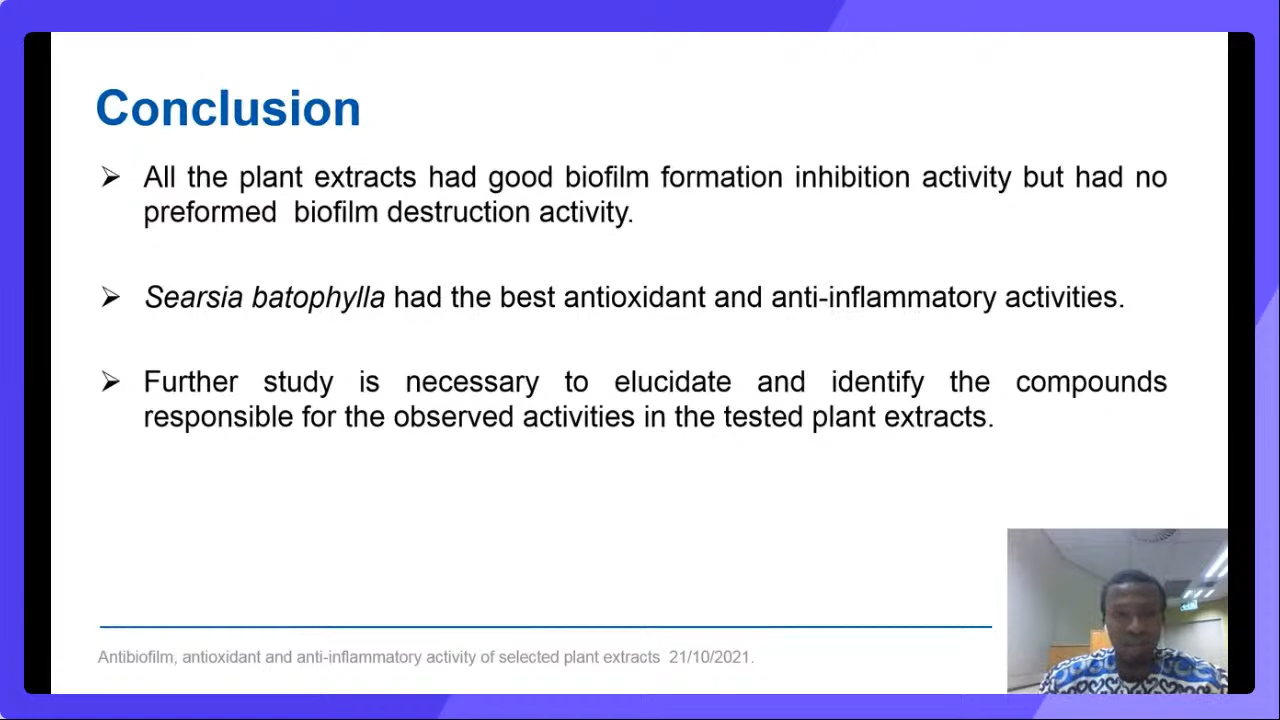 Conclusion
All the plant extracts had good biofilm formation inhibition activity but had no
preformed biofilm destruction activity.
Searsia batophylla had the best antioxidant and anti-inflammatory activities.
Further study is necessary to elucidate and identify the compounds
responsible for the observed activities in the tested plant extracts.
Antibiofilm, antioxidant and anti-inflammatory activity of selected plant extracts 21/10/2021.